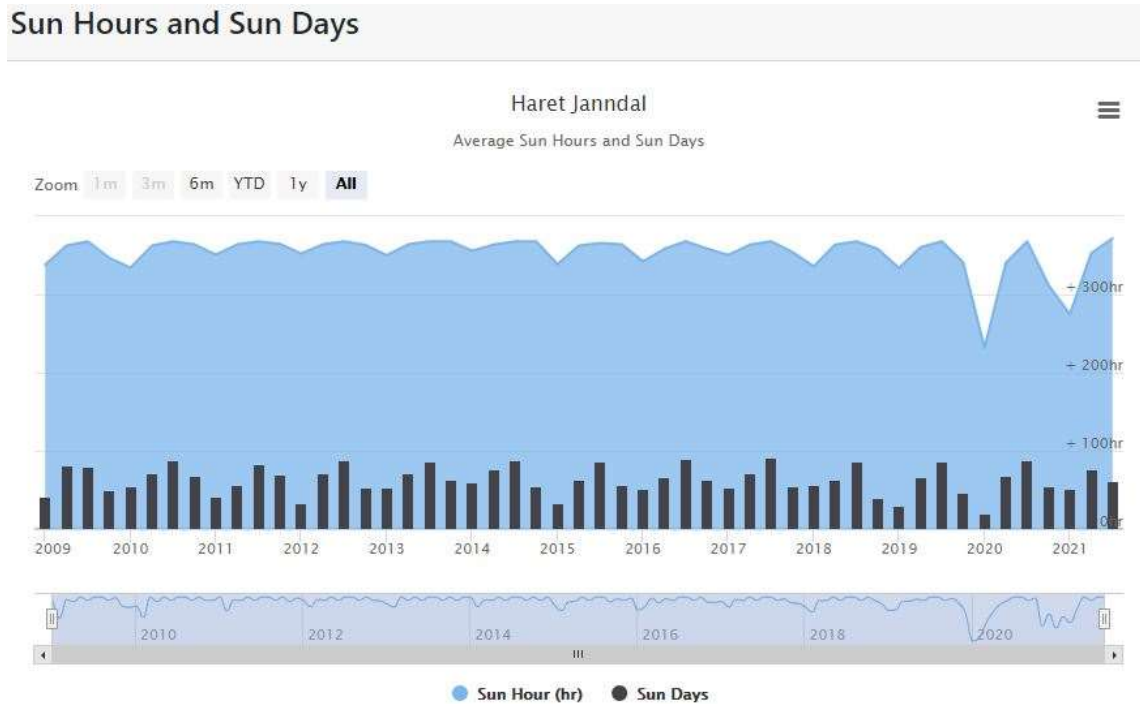 Sun Hours and Sun Days
Haret Janndal
Average Sun Hours and Sun Days
Zoom 1m 3m 6m YTD 1y All
+ 300hr
+ 200hr
+ 100hr
0hr
2009 2010 2011 2012 2013 2014 2015 2016 2017 2018 2019 2020 2021
2010 2012 2014 2016 2018 2020
Sun Hour (hr) Sun Days